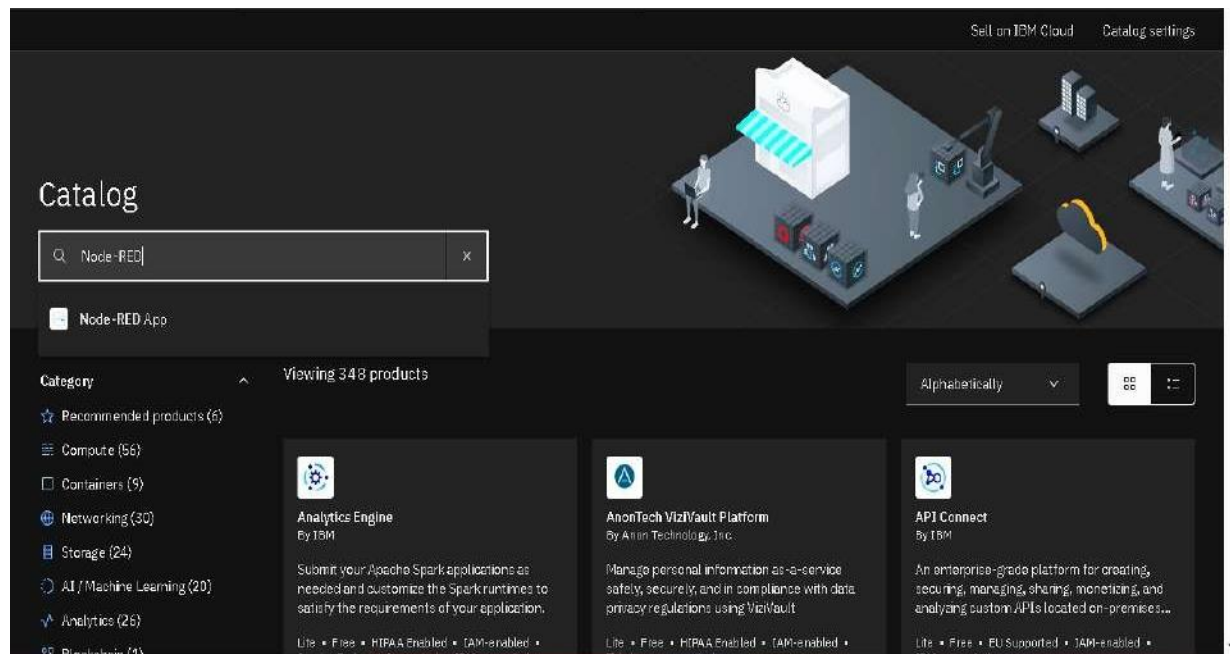 Sell on IBM Cloud Catalog settings
Catalog
Node-RED
Node-RED App
Category
Viewing 348 products
Alphabetically
Recommended products (6)
Compute (56)
Containers (9)
Networking (30)
Storage (24)
AI / Machine Learning (20)
Analytics (26)
Blockchain (1)
Analytics Engine
By IBM
Submit your Apache Spark applications as
needed and customize the Spark runtimes to
satisfy the requirements of your application.
Lite • Free • HIPAA Enabled • IAM-enabled •
AnonTech ViziVault Platform
By Anon Technology, Inc.
Manage personal information as-a-service
safely, securely, and in compliance with data
privacy regulations using ViziVault
Lite • Free • HIPAA Enabled • IAM-enabled •
API Connect
By IBM
An enterprise-grade platform for creating,
securing, managing, sharing, monetizing, and
analyzing custom APIs located on-premises...
Lite • Free • EU Supported • IAM-enabled •